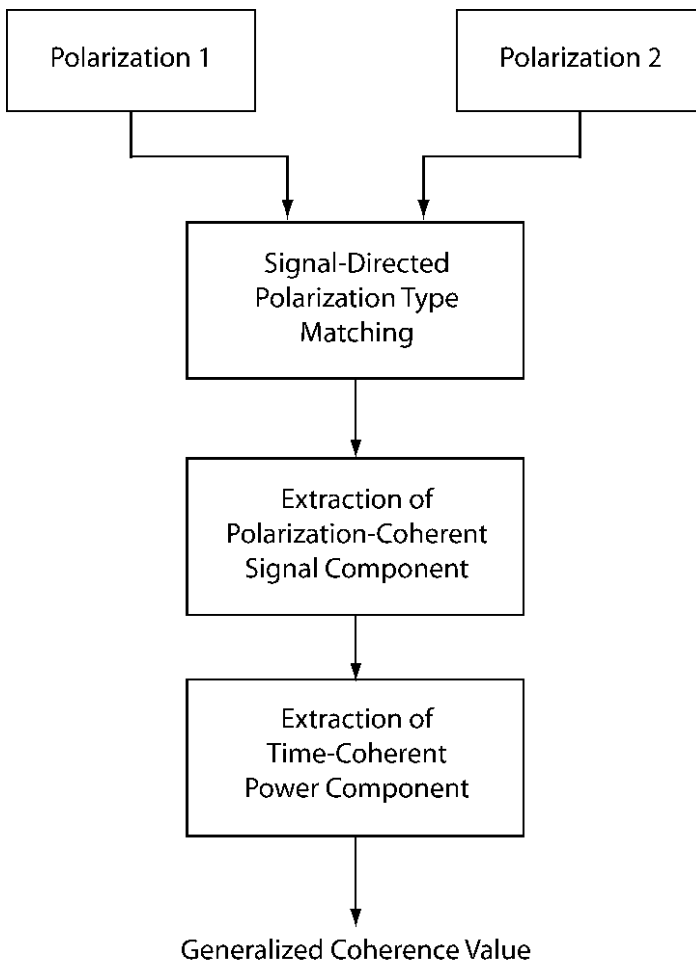 Polarization 1
Polarization 2
Signal-Directed
Polarization Type
Matching
Extraction of
Polarization-Coherent
Signal Component
Extraction of
Time-Coherent
Power Component
Generalized Coherence Value